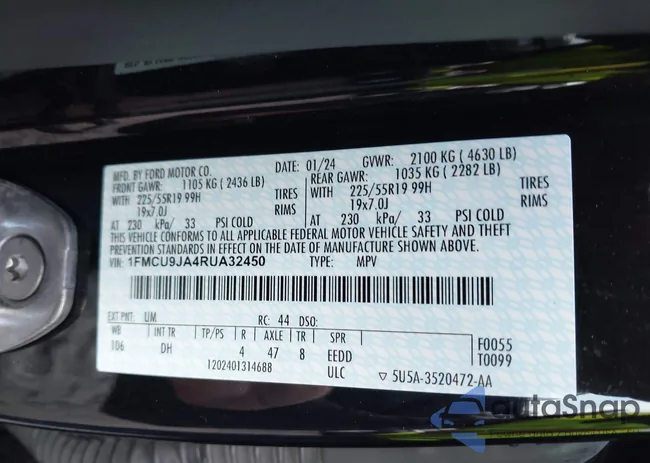 MFD. BY FORD MOTOR CO. DATE: 01/24 GVWR: 2100 KG ( 4630 LB)
FRONT GAWR: 1105 KG ( 2436 LB) REAR GAWR: 1035 KG ( 2282 LB)
WITH 225/55R19 99H TIRES WITH 225/55R19 99H TIRES
19x7.0J RIMS 19x7.0J RIMS
AT 230 kPa/ 33 PSI COLD AT 230 kPa/ 33 PSI COLD
THIS VEHICLE CONFORMS TO ALL APPLICABLE FEDERAL MOTOR VEHICLE SAFETY AND THEFT
PREVENTION STANDARDS IN EFFECT ON THE DATE OF MANUFACTURE SHOWN ABOVE.
VIN: 1FMCU9JA4RUA32450 TYPE: MPV
EXT PNT: UM RC: 44 DSO:
WB INT TR TP/PS R AXLE TR SPR F0055
106 DH 4 47 8 EEDD T0099
1202401314688 ULC ▽ 5U5A-3520472-AA
autoSnap